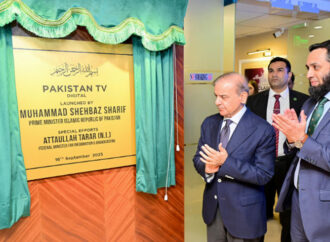 بسم الله الرحمن الرحيم
PAKISTAN TV
DIGITAL
LAUNCHED BY
MUHAMMAD SHEHBAZ SHARIF
PRIME MINISTER ISLAMIC REPUBLIC OF PAKISTAN
SPECIAL EFFORTS
ATTAULLAH TARAR (N.I.)
FEDERAL MINISTER FOR INFORMATION & BROADCASTING
16th September 2025